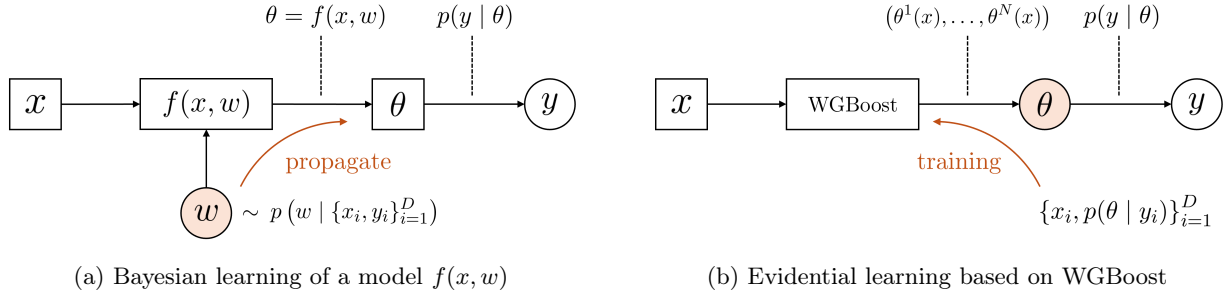 θ = f(x, w)
p(y | θ)
x
f(x, w)
θ
y
propagate
w
∼ p (w | {x_i, y_i}_{i=1}^D)
(a) Bayesian learning of a model f(x, w)
(θ^1(x), . . . , θ^N(x))
p(y | θ)
x
WGBoost
θ
y
training
{x_i, p(θ | y_i)}_{i=1}^D
(b) Evidential learning based on WGBoost